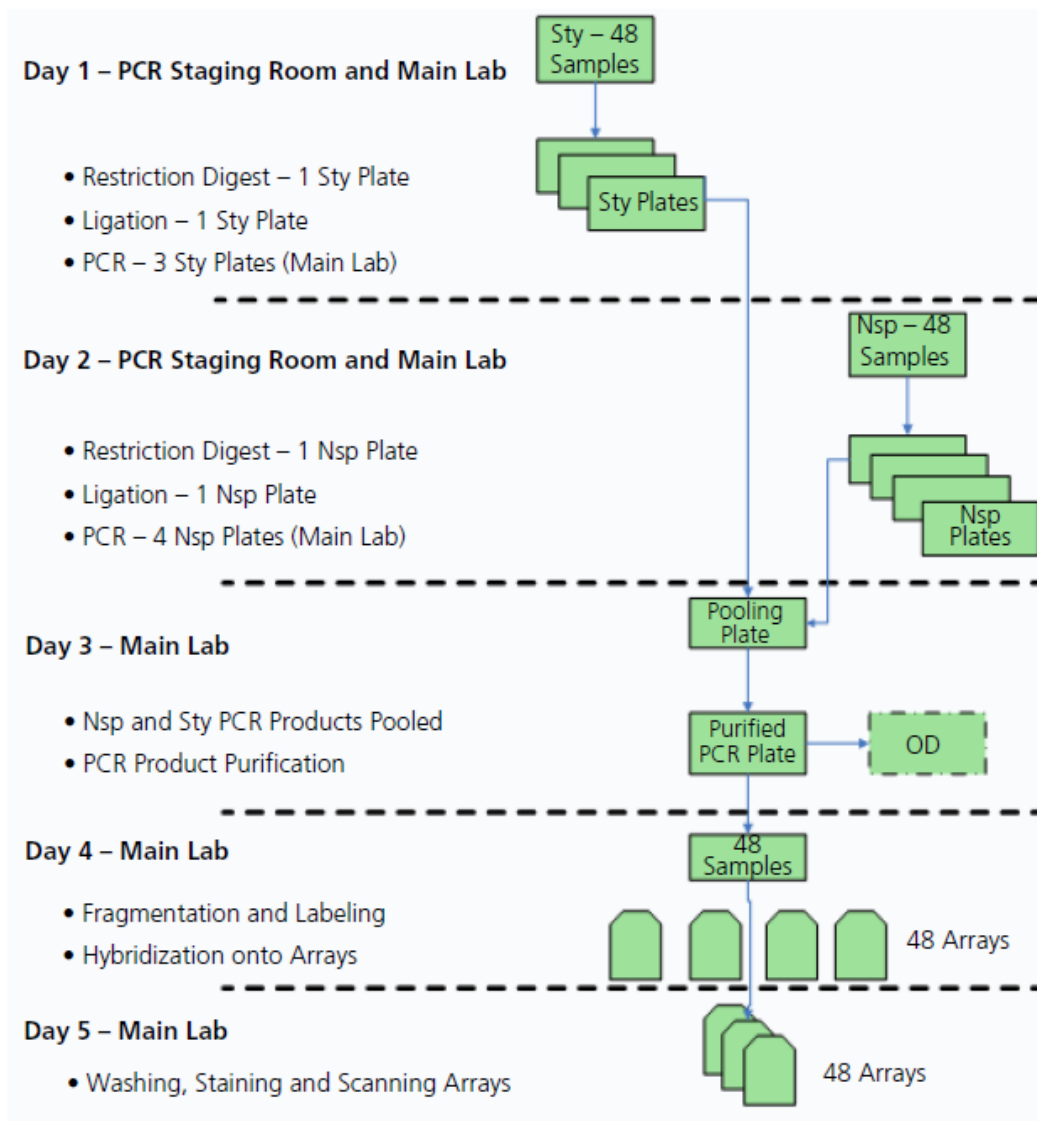 Sty – 48
Samples
Day 1 – PCR Staging Room and Main Lab
• Restriction Digest – 1 Sty Plate
• Ligation – 1 Sty Plate
• PCR – 3 Sty Plates (Main Lab)
Sty Plates
Nsp – 48
Samples
Day 2 – PCR Staging Room and Main Lab
• Restriction Digest – 1 Nsp Plate
• Ligation – 1 Nsp Plate
• PCR – 4 Nsp Plates (Main Lab)
Nsp
Plates
Pooling
Plate
Day 3 – Main Lab
• Nsp and Sty PCR Products Pooled
• PCR Product Purification
Purified
PCR Plate
OD
Day 4 – Main Lab
48
Samples
• Fragmentation and Labeling
• Hybridization onto Arrays
48 Arrays
Day 5 – Main Lab
• Washing, Staining and Scanning Arrays
48 Arrays